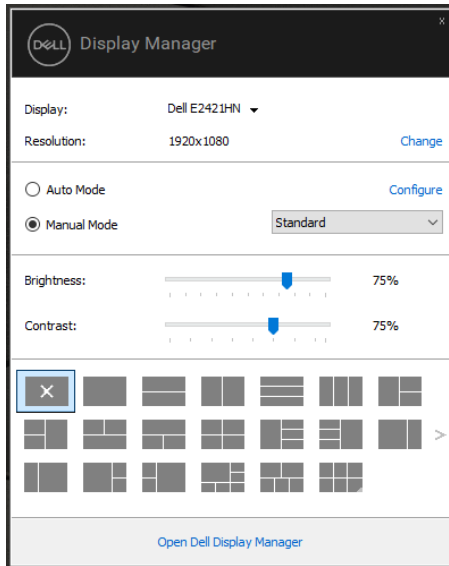 x
DELL Display Manager
Display: Dell E2421HN
Resolution: 1920x1080 Change
Auto Mode Configure
Manual Mode Standard
Brightness: 75%
Contrast: 75%
Open Dell Display Manager